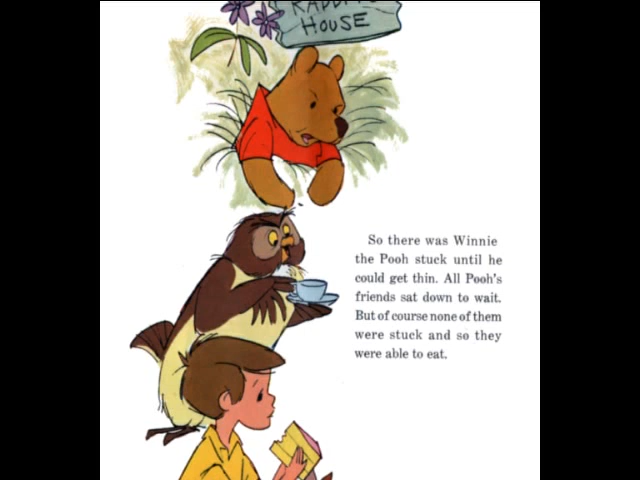 RABBIT'S
HOUSE
So there was Winnie
the Pooh stuck until he
could get thin. All Pooh's
friends sat down to wait.
But of course none of them
were stuck and so they
were able to eat.